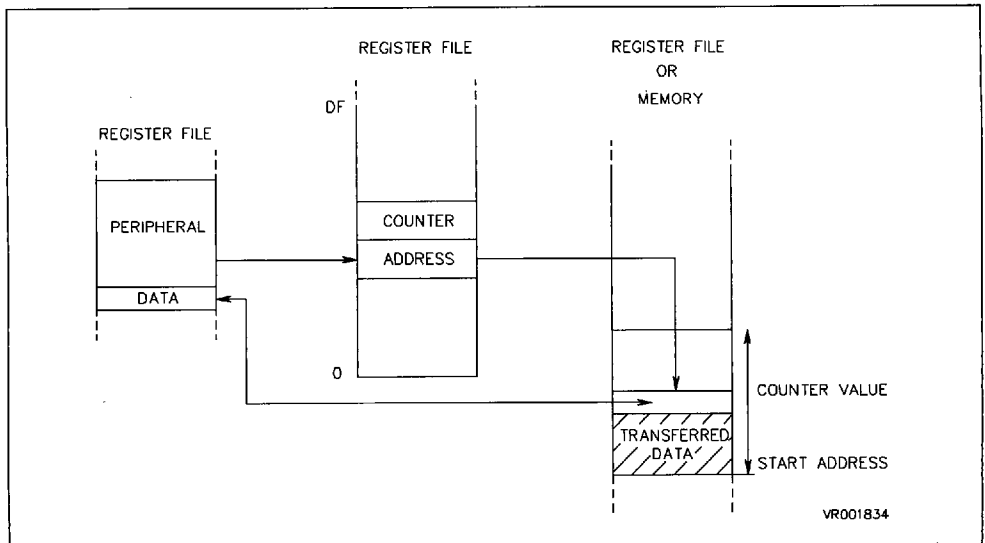 REGISTER FILE
REGISTER FILE
OR
MEMORY
DF
REGISTER FILE
PERIPHERAL
COUNTER
ADDRESS
DATA
0
COUNTER VALUE
TRANSFERRED
DATA
START ADDRESS
VR001834